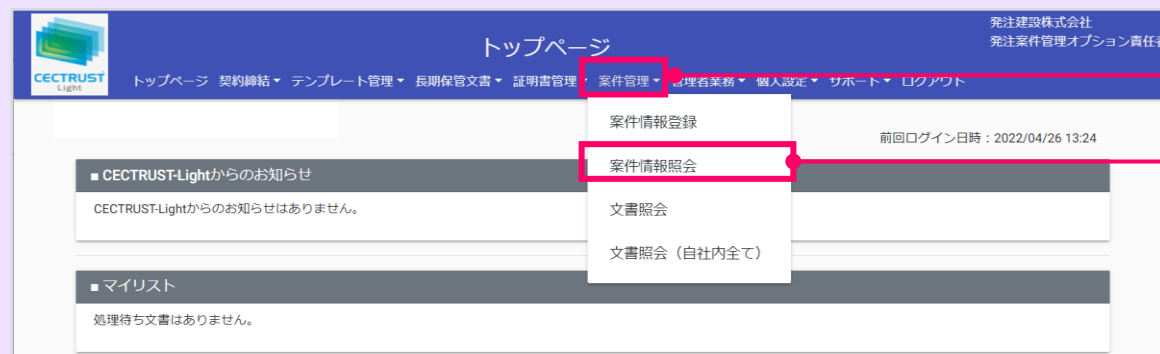 発注建設株式会社
トップページ
発注案件管理オプション責任者
CECTRUST
Light
トップページ 契約締結 テンプレート管理 長期保管文書 証明書管理 案件管理 管理者業務 個人設定 サポート ログアウト
案件情報登録
前回ログイン日時：2022/04/26 13:24
案件情報照会
■ CECTRUST-Lightからのお知らせ
CECTRUST-Lightからのお知らせはありません。
文書照会
文書照会（自社内全て）
■ マイリスト
処理待ち文書はありません。